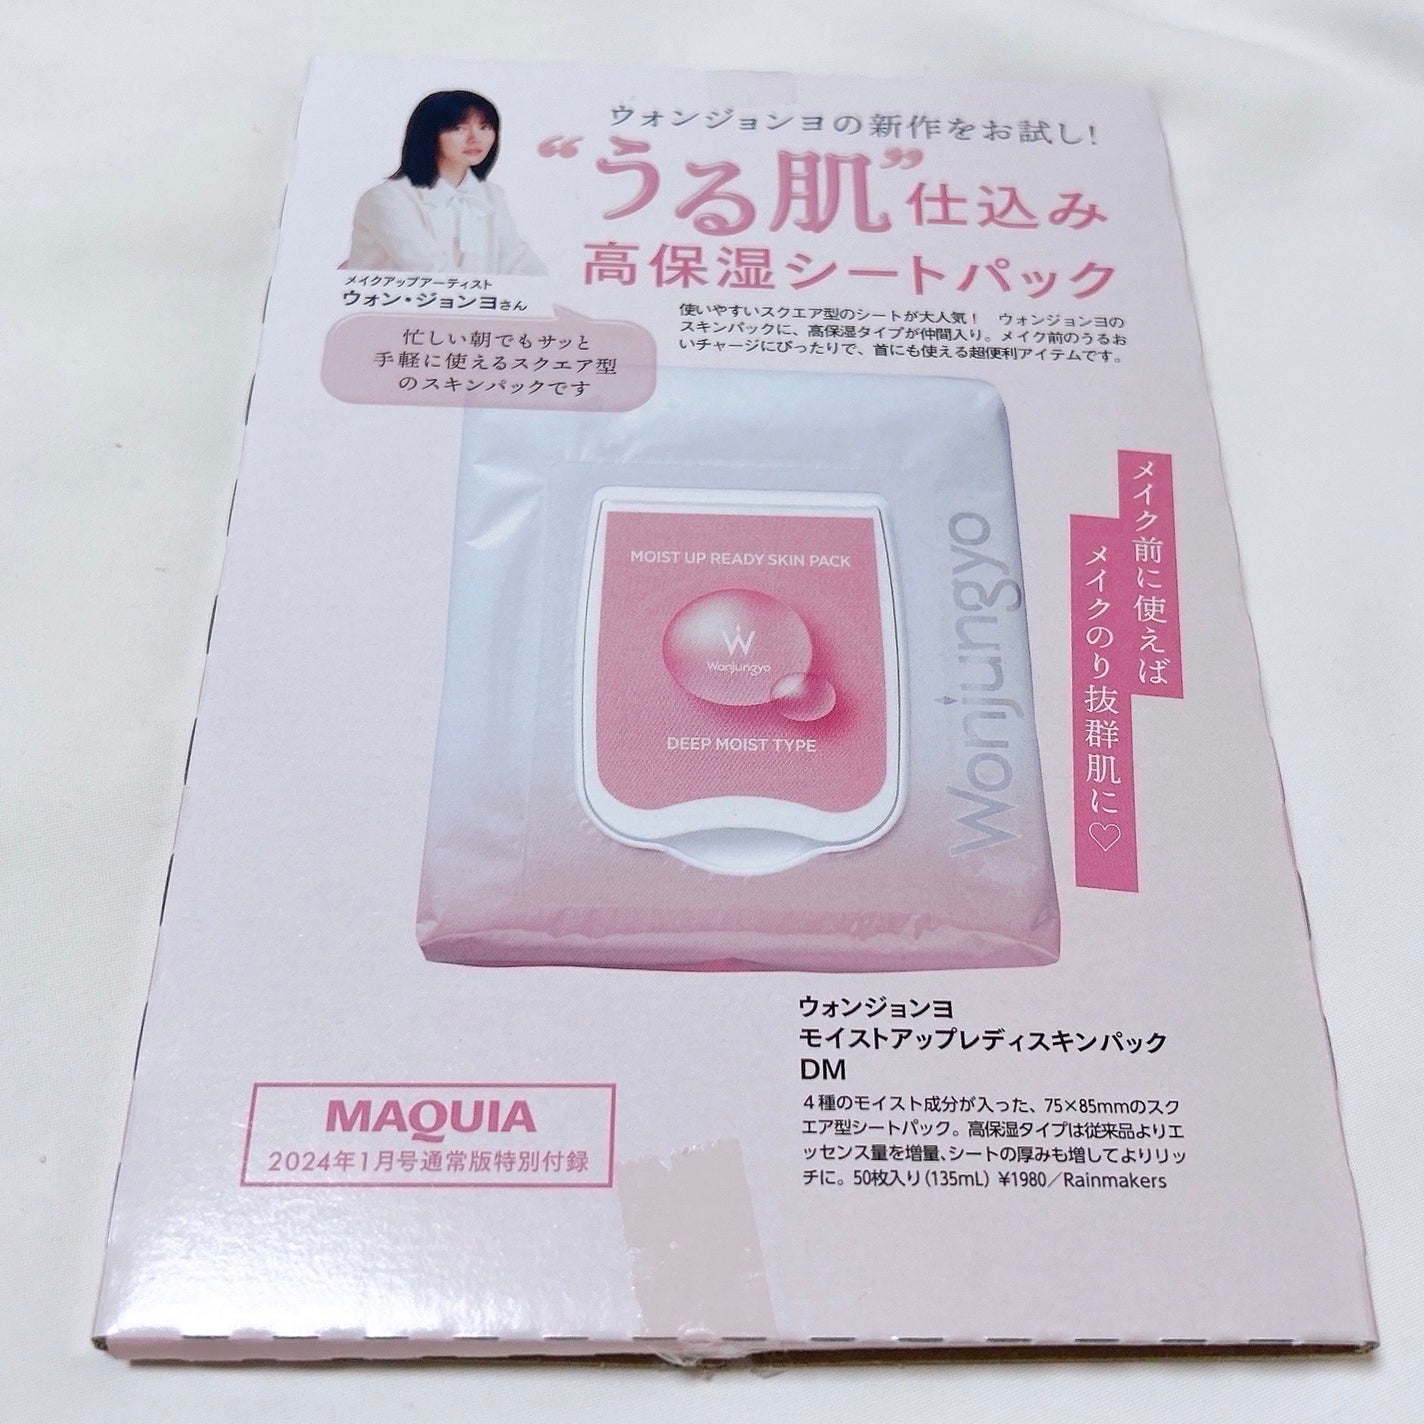 ウォンジョンヨの新作をお試し!
“うる肌”仕込み
高保湿シートパック
メイクアップアーティスト
ウォン・ジョンヨさん
忙しい朝でもサッと
手軽に使えるスクエア型
のスキンパックです
使いやすいスクエア型のシートが大人気! ウォンジョンヨの
スキンパックに、高保湿タイプが仲間入り。メイク前のうるお
いチャージにぴったりで、首にも使える超便利アイテムです。
MOIST UP READY SKIN PACK
W
Wonjungyo
DEEP MOIST TYPE
Wonjungyo
メイク前に使えば
メイクのり抜群肌に♡
ウォンジョンヨ
モイストアップレディスキンパック
DM
4種のモイスト成分が入った、75×85mmのスク
エア型シートパック。高保湿タイプは従来品よりエ
ッセンス量を増量、シートの厚みも増してよりリッ
チに。50枚入り(135mL) ¥1980/Rainmakers
MAQUIA
2024年1月号通常版特別付録